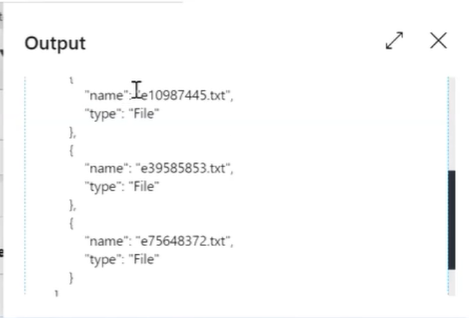 Output
{
"name": "e10987445.txt",
"type": "File"
},
{
"name": "e39585853.txt",
"type": "File"
},
{
"name": "e75648372.txt",
"type": "File"
}
]